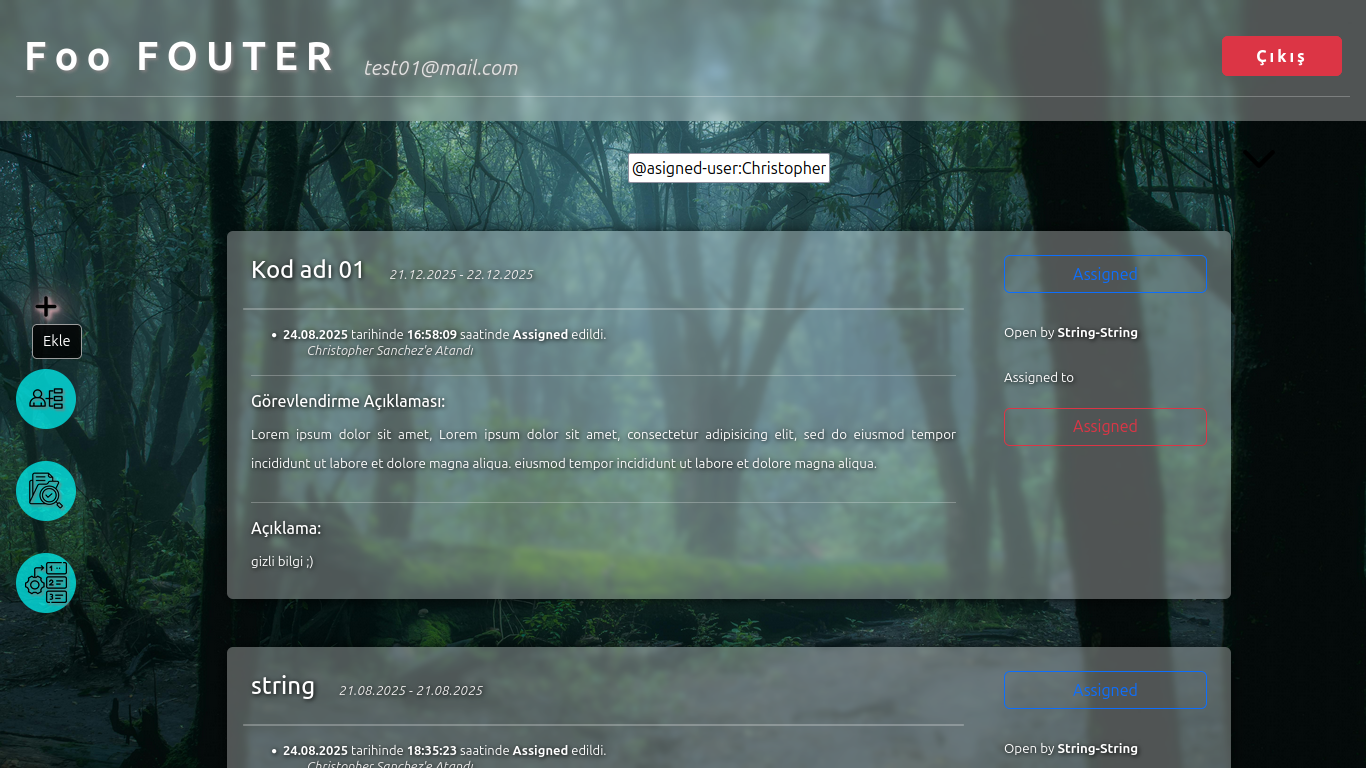 Foo FOUTER
test01@mail.com
Çıkış
@asigned-user:Christopher
Kod adı 01
21.12.2025 - 22.12.2025
Assigned
Ekle
• 24.08.2025 tarihinde 16:58:09 saatinde Assigned edildi.
Christopher Sanchez'e Atandı
Open by String-String
Assigned to
Assigned
Görevlendirme Açıklaması:
Lorem ipsum dolor sit amet, Lorem ipsum dolor sit amet, consectetur adipisicing elit, sed do eiusmod tempor
incididunt ut labore et dolore magna aliqua. eiusmod tempor incididunt ut labore et dolore magna aliqua.
Açıklama:
gizli bilgi ;)
string
21.08.2025 - 21.08.2025
Assigned
• 24.08.2025 tarihinde 18:35:23 saatinde Assigned edildi.
Christopher Sanchez'e Atandı
Open by String-String